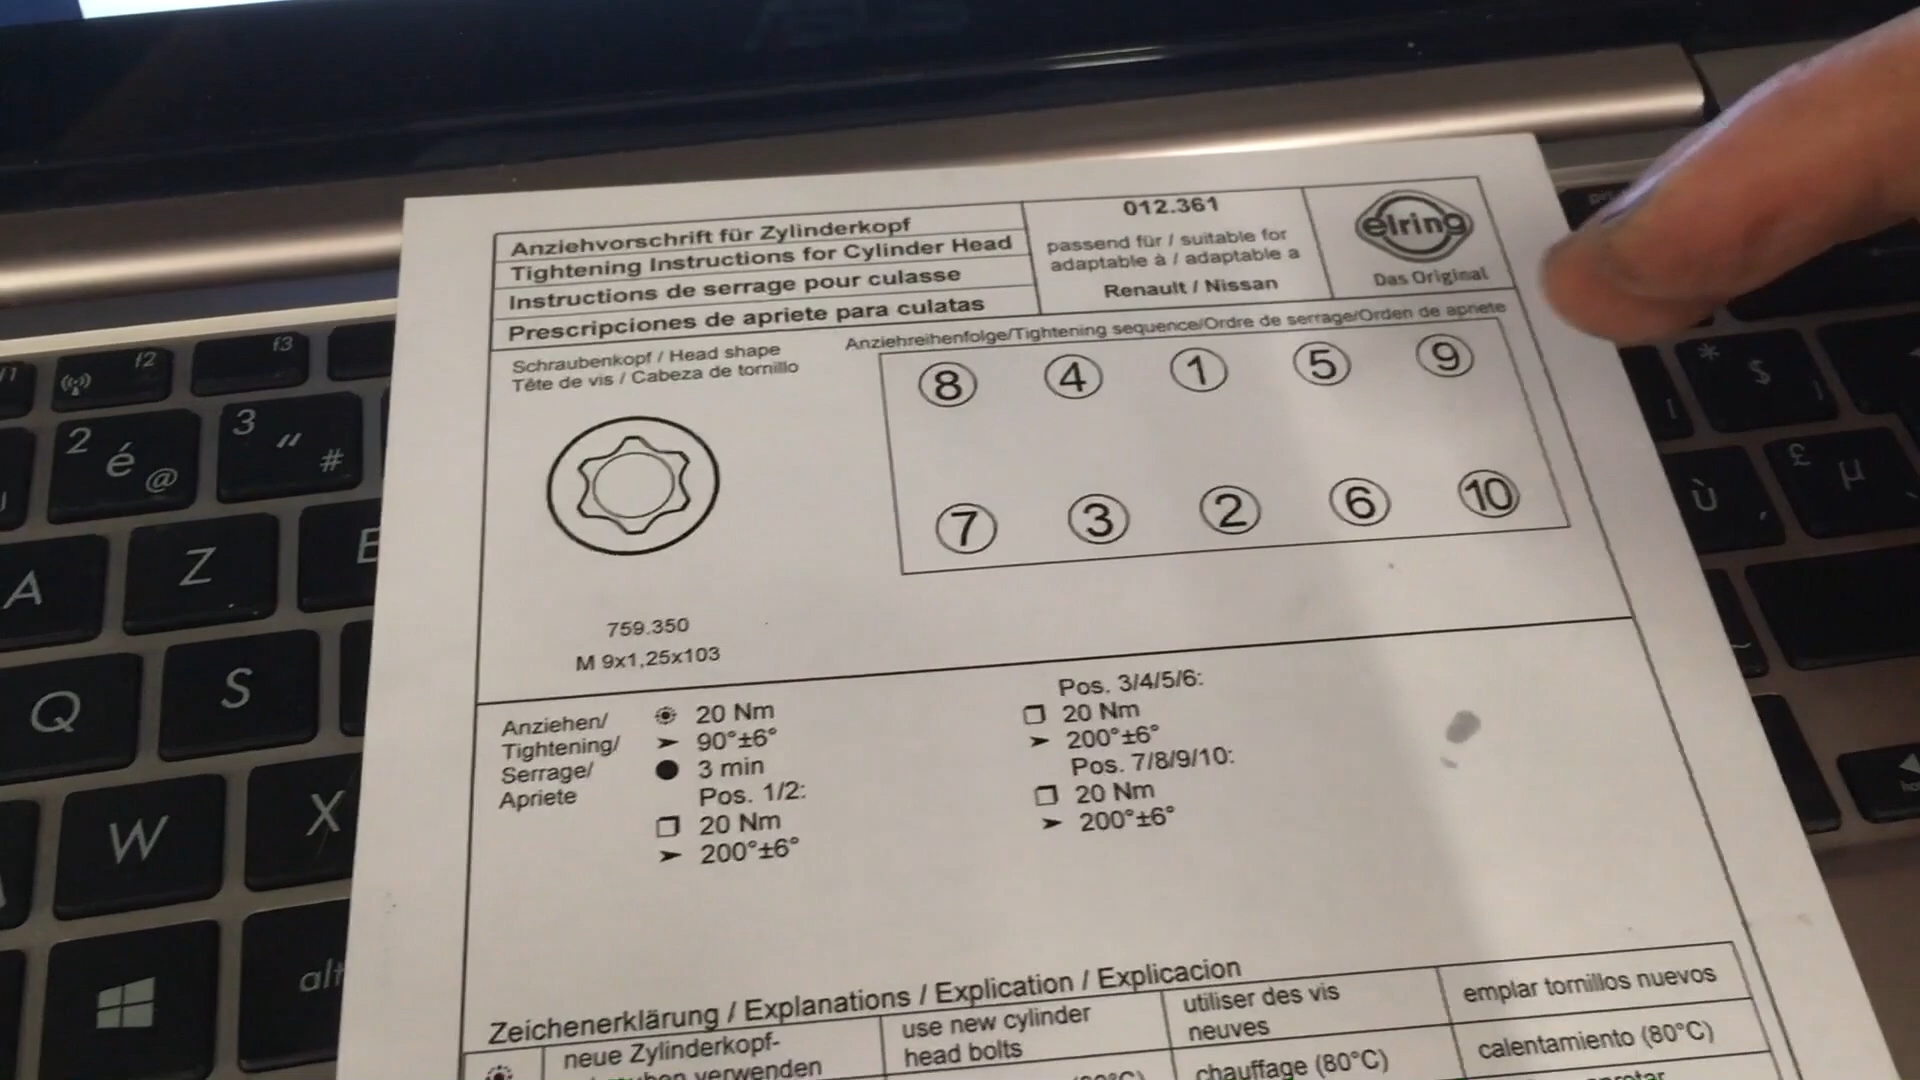 Anziehvorschrift für Zylinderkopf
Tightening Instructions for Cylinder Head
Instructions de serrage pour culasse
Prescripciones de apriete para culatas
012.361
passend für / suitable for
adaptable à / adaptable a
Renault / Nissan
elring
Das Original
Schraubenkopf / Head shape
Tête de vis / Cabeza de tornillo
Anziehreihenfolge/Tightening sequence/Ordre de serrage/Orden de apriete
8 4 1 5 9
7 3 2 6 10
759.350
M 9x1,25x103
Anziehen/
Tightening/
Serrage/
Apriete
20 Nm
90°±6°
3 min
Pos. 1/2:
20 Nm
200°±6°
Pos. 3/4/5/6:
20 Nm
200°±6°
Pos. 7/8/9/10:
20 Nm
200°±6°
Zeichenerklärung / Explanations / Explication / Explicacion
neue Zylinderkopf-
verwenden
use new cylinder
head bolts
utiliser des vis
neuves
emplar tornillos nuevos
chauffage (80°C)
calentamiento (80°C)
f2
f3
2 é @
3 " #
A
Z
E
Q
S
W
X
alt
* $
ù
£ µ